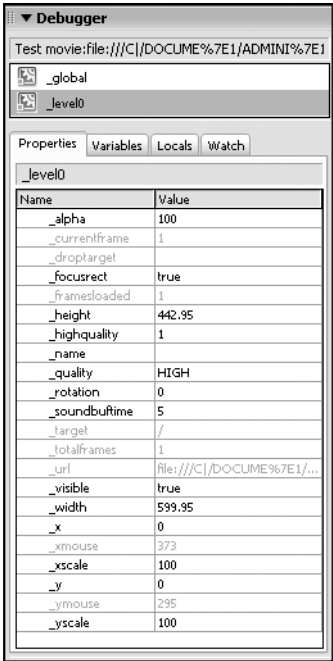 Debugger
Test movie:file:///C|/DOCUME%7E1/ADMINI%7E1
_global
_level0
Properties Variables Locals Watch
_level0
Name Value
_alpha 100
_currentframe 1
_droptarget
_focusrect true
_framesloaded 1
_height 442.95
_highquality 1
_name
_quality HIGH
_rotation 0
_soundbuftime 5
_target /
_totalframes 1
_url file:///C|/DOCUME%7E1/...
_visible true
_width 599.95
_x 0
_xmouse 373
_xscale 100
_y 0
_ymouse 295
_yscale 100